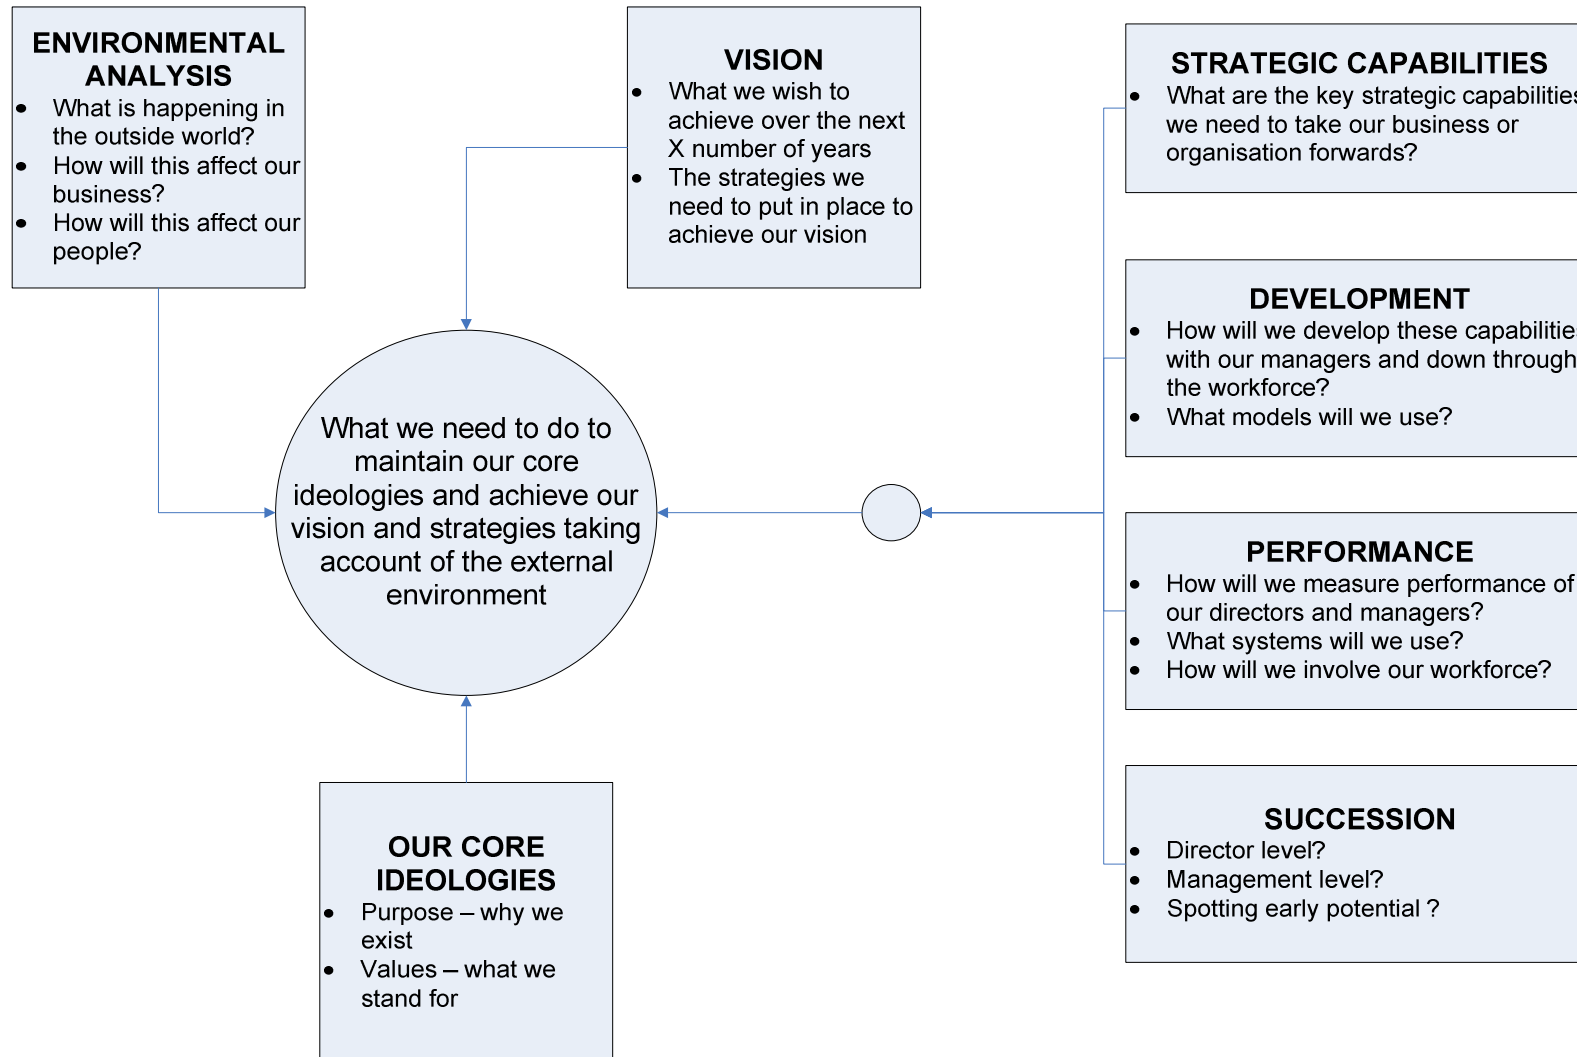 ENVIRONMENTAL
ANALYSIS
• What is happening in
the outside world?
• How will this affect our
business?
• How will this affect our
people?
VISION
• What we wish to
achieve over the next
X number of years
• The strategies we
need to put in place to
achieve our vision
STRATEGIC CAPABILITIES
• What are the key strategic capabilities
we need to take our business or
organisation forwards?
DEVELOPMENT
• How will we develop these capabilities
with our managers and down through
the workforce?
• What models will we use?
What we need to do to
maintain our core
ideologies and achieve our
vision and strategies taking
account of the external
environment
PERFORMANCE
• How will we measure performance of
our directors and managers?
• What systems will we use?
• How will we involve our workforce?
SUCCESSION
• Director level?
• Management level?
• Spotting early potential ?
OUR CORE
IDEOLOGIES
• Purpose – why we
exist
• Values – what we
stand for